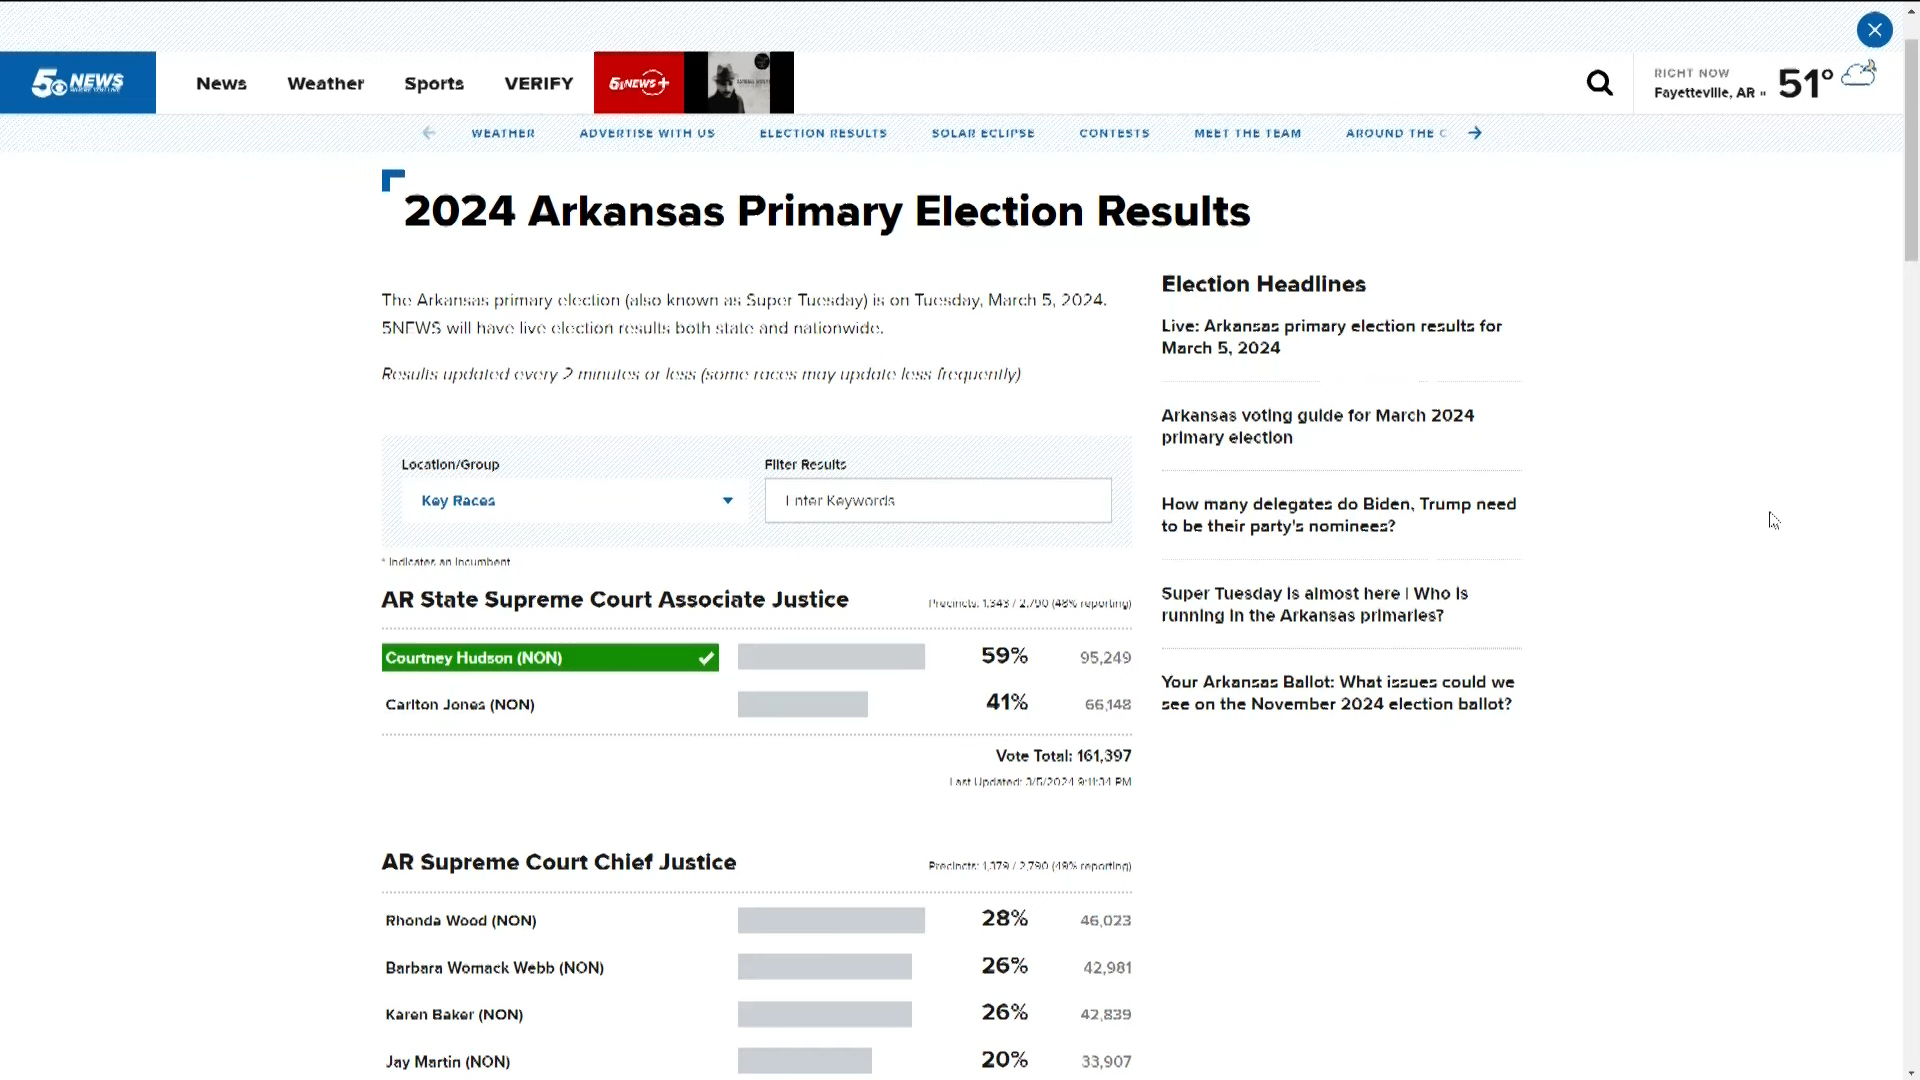 5 NEWS
WHERE YOU LIVE
News
Weather
Sports
VERIFY
5 NEWS+
RIGHT NOW
Fayetteville, AR »
51°
WEATHER
ADVERTISE WITH US
ELECTION RESULTS
SOLAR ECLIPSE
CONTESTS
MEET THE TEAM
AROUND THE C
2024 Arkansas Primary Election Results
The Arkansas primary election (also known as Super Tuesday) is on Tuesday, March 5, 2024.
5NEWS will have live election results both state and nationwide.
Results updated every 2 minutes or less (some races may update less frequently)
Location/Group
Filter Results
Key Races
Enter Keywords
* Indicates an Incumbent
AR State Supreme Court Associate Justice
Precincts: 1,343 / 2,790 (48% reporting)
Courtney Hudson (NON)
59%
95,249
Carlton Jones (NON)
41%
66,148
Vote Total: 161,397
Last Updated: 3/5/2024 9:11:34 PM
AR Supreme Court Chief Justice
Precincts: 1,379 / 2,790 (49% reporting)
Rhonda Wood (NON)
28%
46,023
Barbara Womack Webb (NON)
26%
42,981
Karen Baker (NON)
26%
42,839
Jay Martin (NON)
20%
33,907
Election Headlines
Live: Arkansas primary election results for
March 5, 2024
Arkansas voting guide for March 2024
primary election
How many delegates do Biden, Trump need
to be their party's nominees?
Super Tuesday is almost here | Who is
running in the Arkansas primaries?
Your Arkansas Ballot: What issues could we
see on the November 2024 election ballot?